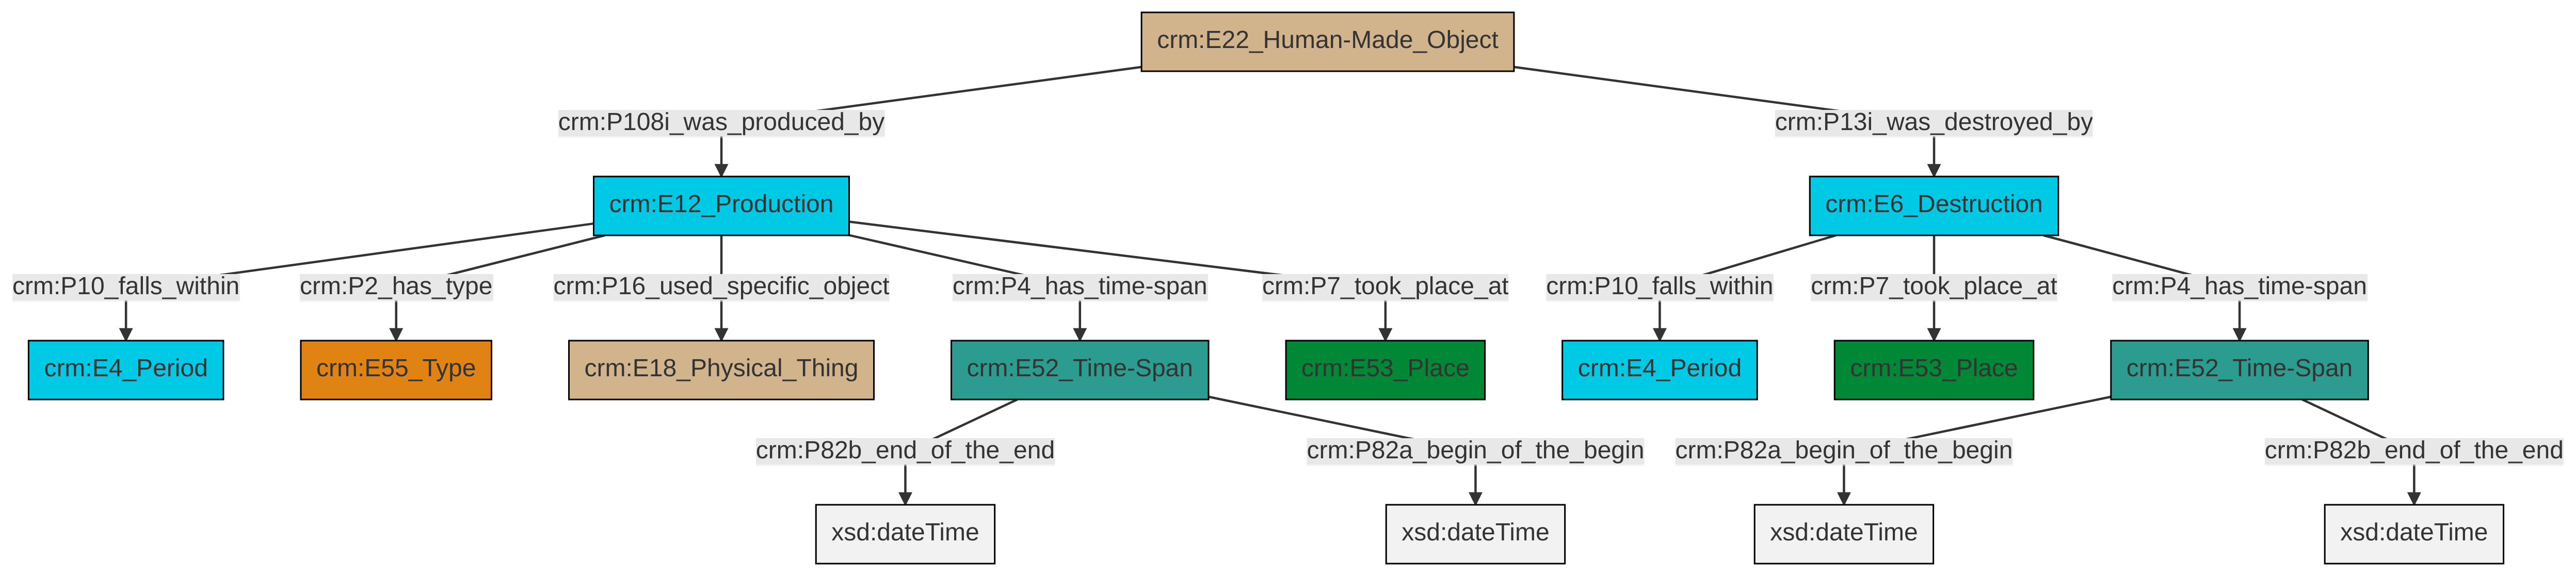 crm:E22_Human-Made_Object
crm:P108i_was_produced_by
crm:P13i_was_destroyed_by
crm:E12_Production
crm:E6_Destruction
crm:P10_falls_within
crm:P2_has_type
crm:P16_used_specific_object
crm:P4_has_time-span
crm:P7_took_place_at
crm:P10_falls_within
crm:P7_took_place_at
crm:P4_has_time-span
crm:E4_Period
crm:E55_Type
crm:E18_Physical_Thing
crm:E52_Time-Span
crm:E53_Place
crm:E4_Period
crm:E53_Place
crm:E52_Time-Span
crm:P82b_end_of_the_end
crm:P82a_begin_of_the_begin
crm:P82a_begin_of_the_begin
crm:P82b_end_of_the_end
xsd:dateTime
xsd:dateTime
xsd:dateTime
xsd:dateTime